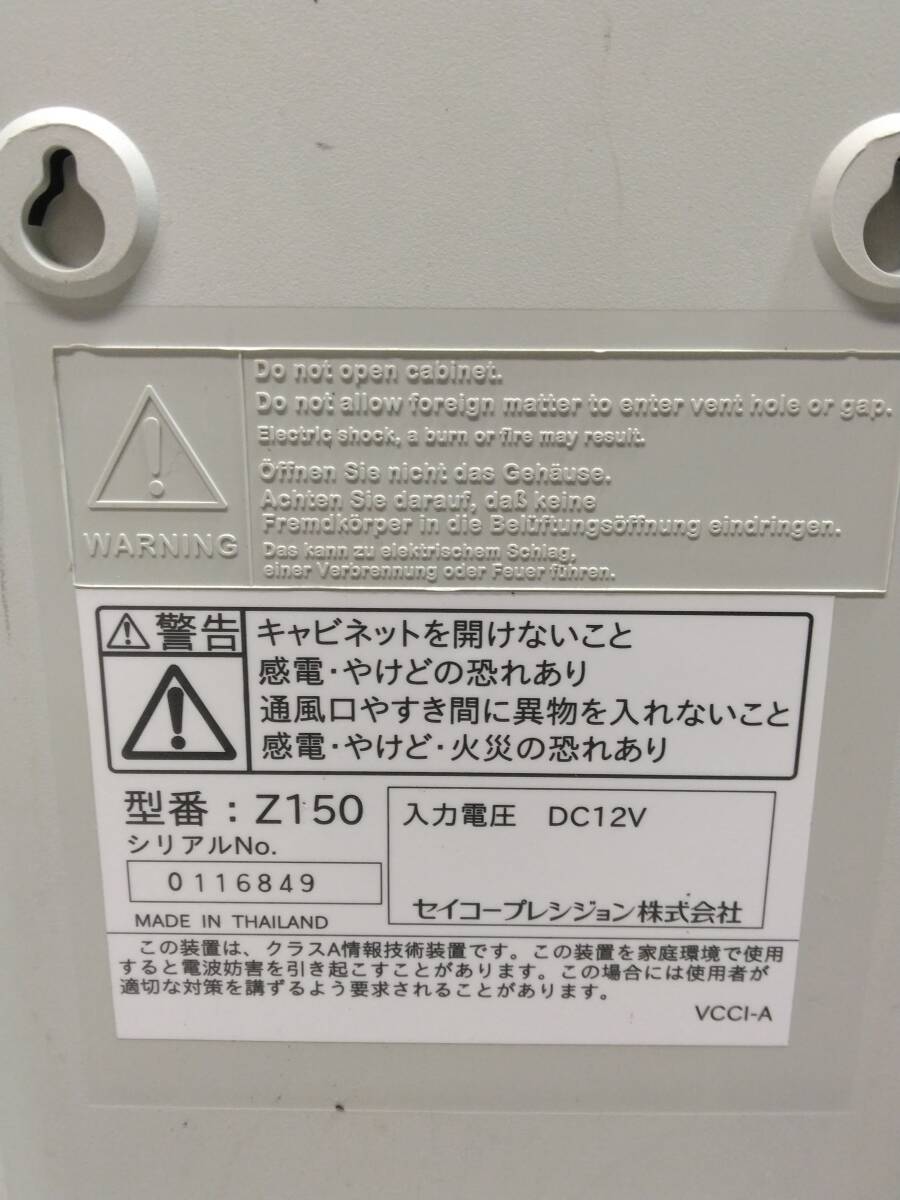 Do not open cabinet.
Do not allow foreign matter to enter vent hole or gap.
Electric shock, a burn or fire may result.
Öffnen Sie nicht das Gehäuse.
Achten Sie darauf, daß keine
Fremdkörper in die Belüftungsöffnung eindringen.
Das kann zu elektrischem Schlag,
einer Verbrennung oder Feuer führen.
WARNING
警告
キャビネットを開けないこと
感電・やけどの恐れあり
通風口やすき間に異物を入れないこと
感電・やけど・火災の恐れあり
型番：Z150
シリアルNo.
0116849
MADE IN THAILAND
入力電圧 DC12V
セイコープレシジョン株式会社
この装置は、クラスA情報技術装置です。この装置を家庭環境で使用
すると電波妨害を引き起こすことがあります。この場合には使用者が
適切な対策を講ずるよう要求されることがあります。
VCCI-A